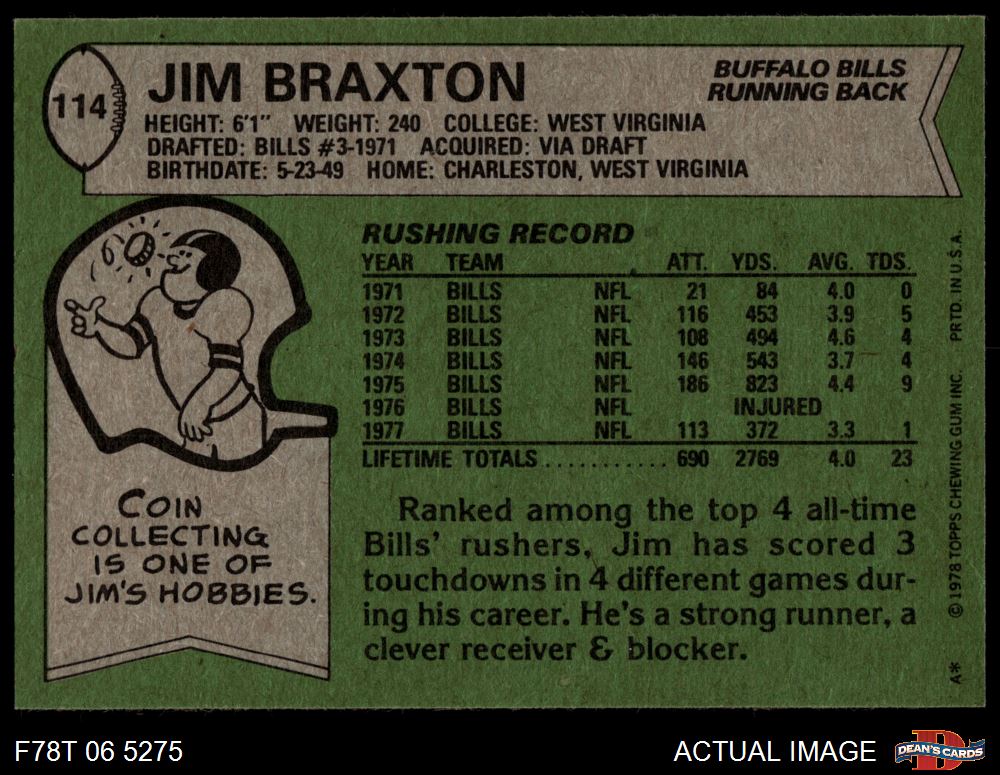 114
JIM BRAXTON
BUFFALO BILLS
RUNNING BACK
HEIGHT: 6'1" WEIGHT: 240 COLLEGE: WEST VIRGINIA
DRAFTED: BILLS #3-1971 ACQUIRED: VIA DRAFT
BIRTHDATE: 5-23-49 HOME: CHARLESTON, WEST VIRGINIA
RUSHING RECORD
YEAR TEAM ATT. YDS. AVG. TDS.
1971 BILLS NFL 21 84 4.0 0
1972 BILLS NFL 116 453 3.9 5
1973 BILLS NFL 108 494 4.6 4
1974 BILLS NFL 146 543 3.7 4
1975 BILLS NFL 186 823 4.4 9
1976 BILLS NFL INJURED
1977 BILLS NFL 113 372 3.3 1
LIFETIME TOTALS............ 690 2769 4.0 23
COIN
COLLECTING
IS ONE OF
JIM'S HOBBIES.
Ranked among the top 4 all-time
Bills' rushers, Jim has scored 3
touchdowns in 4 different games dur-
ing his career. He's a strong runner, a
clever receiver & blocker.
A* © 1978 TOPPS CHEWING GUM INC. PRTD. IN U.S.A.
F78T 06 5275
ACTUAL IMAGE
D
DEAN'S CARDS